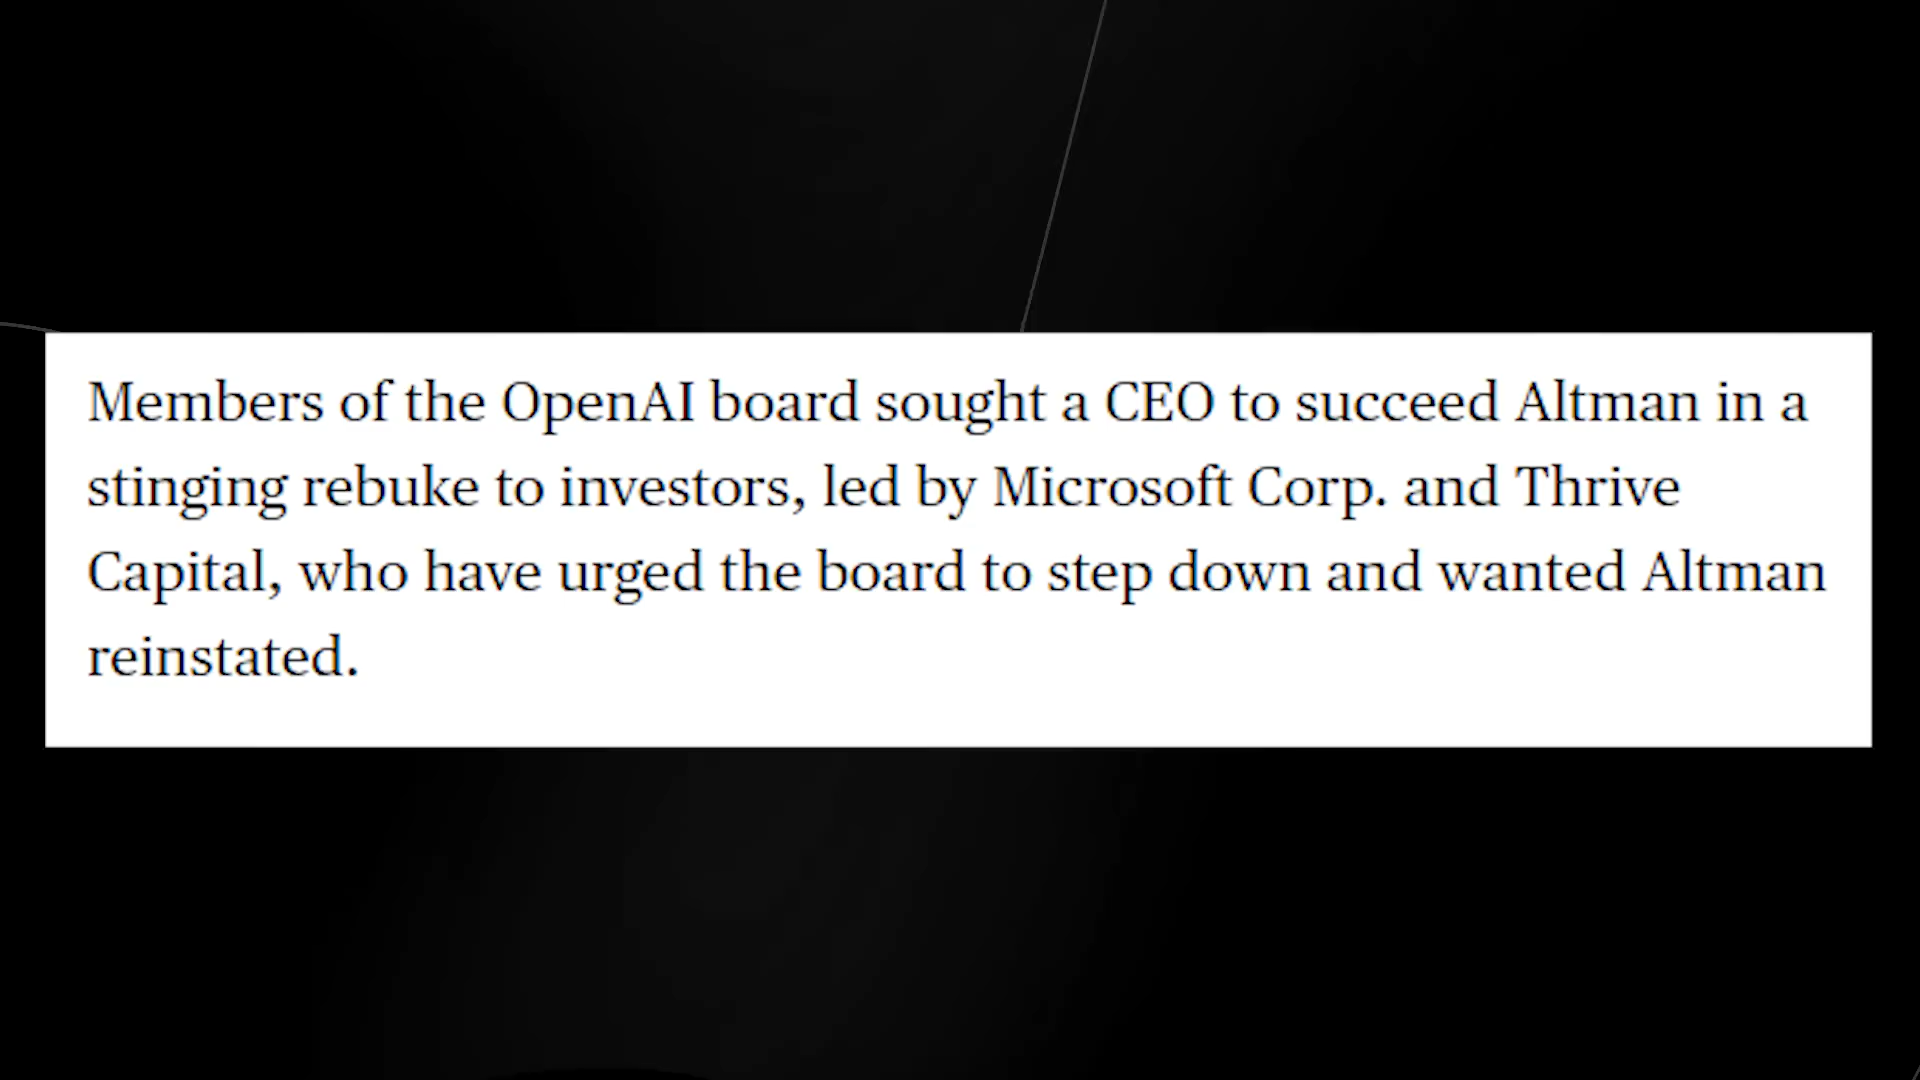 Members of the OpenAI board sought a CEO to succeed Altman in a
stinging rebuke to investors, led by Microsoft Corp. and Thrive
Capital, who have urged the board to step down and wanted Altman
reinstated.